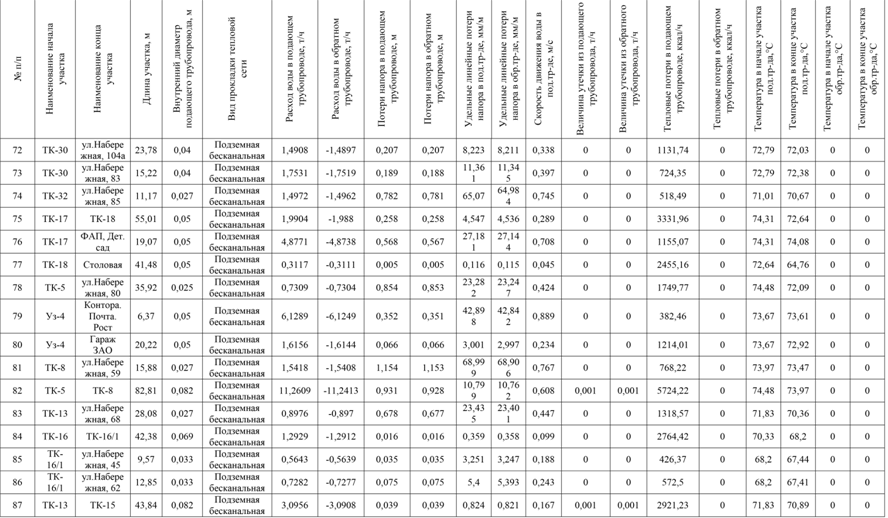 № п/п | Наименование начала участка | Наименование конца участка | Длина участка, м | Внутренний диаметр подающего трубопровода, м | Вид прокладки тепловой сети | Расход воды в подающем трубопроводе, т/ч | Расход воды в обратном трубопроводе, т/ч | Потери напора в подающем трубопроводе, м | Потери напора в обратном трубопроводе, м | Удельные линейные потери напора в под.тр-де, мм/м | Удельные линейные потери напора в обр.тр-де, мм/м | Скорость движения воды в под.тр-де, м/с | Величина утечки из подающего трубопровода, т/ч | Величина утечки из обратного трубопровода, т/ч | Тепловые потери в подающем трубопроводе, ккал/ч | Тепловые потери в обратном трубопроводе, ккал/ч | Температура в начале участка под.тр-да,°С | Температура в конце участка под.тр-да,°С | Температура в начале участка обр.тр-да,°С | Температура в конце участка обр.тр-да,°С
72 | ТК-30 | ул.Набережная, 104а | 23,78 | 0,04 | Подземная бесканальная | 1,4908 | -1,4897 | 0,207 | 0,207 | 8,223 | 8,211 | 0,338 | 0 | 0 | 1131,74 | 0 | 72,79 | 72,03 | 0 | 0
73 | ТК-30 | ул.Набережная, 83 | 15,22 | 0,04 | Подземная бесканальная | 1,7531 | -1,7519 | 0,189 | 0,188 | 11,361 | 11,345 | 0,397 | 0 | 0 | 724,35 | 0 | 72,79 | 72,38 | 0 | 0
74 | ТК-32 | ул.Набережная, 85 | 11,17 | 0,027 | Подземная бесканальная | 1,4972 | -1,4962 | 0,782 | 0,781 | 65,07 | 64,984 | 0,745 | 0 | 0 | 518,49 | 0 | 71,01 | 70,67 | 0 | 0
75 | ТК-17 | ТК-18 | 55,01 | 0,05 | Подземная бесканальная | 1,9904 | -1,988 | 0,258 | 0,258 | 4,547 | 4,536 | 0,289 | 0 | 0 | 3331,96 | 0 | 74,31 | 72,64 | 0 | 0
76 | ТК-17 | ФАП, Дет. сад | 19,07 | 0,05 | Подземная бесканальная | 4,8771 | -4,8738 | 0,568 | 0,567 | 27,181 | 27,144 | 0,708 | 0 | 0 | 1155,07 | 0 | 74,31 | 74,08 | 0 | 0
77 | ТК-18 | Столовая | 41,48 | 0,05 | Подземная бесканальная | 0,3117 | -0,3111 | 0,005 | 0,005 | 0,116 | 0,115 | 0,045 | 0 | 0 | 2455,16 | 0 | 72,64 | 64,76 | 0 | 0
78 | ТК-5 | ул.Набережная, 80 | 35,92 | 0,025 | Подземная бесканальная | 0,7309 | -0,7304 | 0,854 | 0,853 | 23,282 | 23,247 | 0,424 | 0 | 0 | 1749,77 | 0 | 74,48 | 72,09 | 0 | 0
79 | Уз-4 | Контора. Почта. Рост | 6,37 | 0,05 | Подземная бесканальная | 6,1289 | -6,1249 | 0,352 | 0,351 | 42,898 | 42,842 | 0,889 | 0 | 0 | 382,46 | 0 | 73,67 | 73,61 | 0 | 0
80 | Уз-4 | Гараж ЗАО | 20,22 | 0,05 | Подземная бесканальная | 1,6156 | -1,6144 | 0,066 | 0,066 | 3,001 | 2,997 | 0,234 | 0 | 0 | 1214,01 | 0 | 73,67 | 72,92 | 0 | 0
81 | ТК-8 | ул.Набережная, 59 | 15,88 | 0,027 | Подземная бесканальная | 1,5418 | -1,5408 | 1,154 | 1,153 | 68,999 | 68,906 | 0,767 | 0 | 0 | 768,22 | 0 | 73,97 | 73,47 | 0 | 0
82 | ТК-5 | ТК-8 | 82,81 | 0,082 | Подземная бесканальная | 11,2609 | -11,2413 | 0,931 | 0,928 | 10,799 | 10,762 | 0,608 | 0,001 | 0,001 | 5724,22 | 0 | 74,48 | 73,97 | 0 | 0
83 | ТК-13 | ул.Набережная, 68 | 28,08 | 0,027 | Подземная бесканальная | 0,8976 | -0,897 | 0,678 | 0,677 | 23,435 | 23,401 | 0,447 | 0 | 0 | 1318,57 | 0 | 71,83 | 70,36 | 0 | 0
84 | ТК-16 | ТК-16/1 | 42,38 | 0,069 | Подземная бесканальная | 1,2929 | -1,2912 | 0,016 | 0,016 | 0,359 | 0,358 | 0,099 | 0 | 0 | 2764,42 | 0 | 70,33 | 68,2 | 0 | 0
85 | ТК-16/1 | ул.Набережная, 45 | 9,57 | 0,033 | Подземная бесканальная | 0,5643 | -0,5639 | 0,035 | 0,035 | 3,251 | 3,247 | 0,188 | 0 | 0 | 426,37 | 0 | 68,2 | 67,44 | 0 | 0
86 | ТК-16/1 | ул.Набережная, 62 | 12,85 | 0,033 | Подземная бесканальная | 0,7282 | -0,7277 | 0,075 | 0,075 | 5,4 | 5,393 | 0,243 | 0 | 0 | 572,5 | 0 | 68,2 | 67,41 | 0 | 0
87 | ТК-13 | ТК-15 | 43,84 | 0,082 | Подземная бесканальная | 3,0956 | -3,0908 | 0,039 | 0,039 | 0,824 | 0,821 | 0,167 | 0,001 | 0,001 | 2921,23 | 0 | 71,83 | 70,89 | 0 | 0